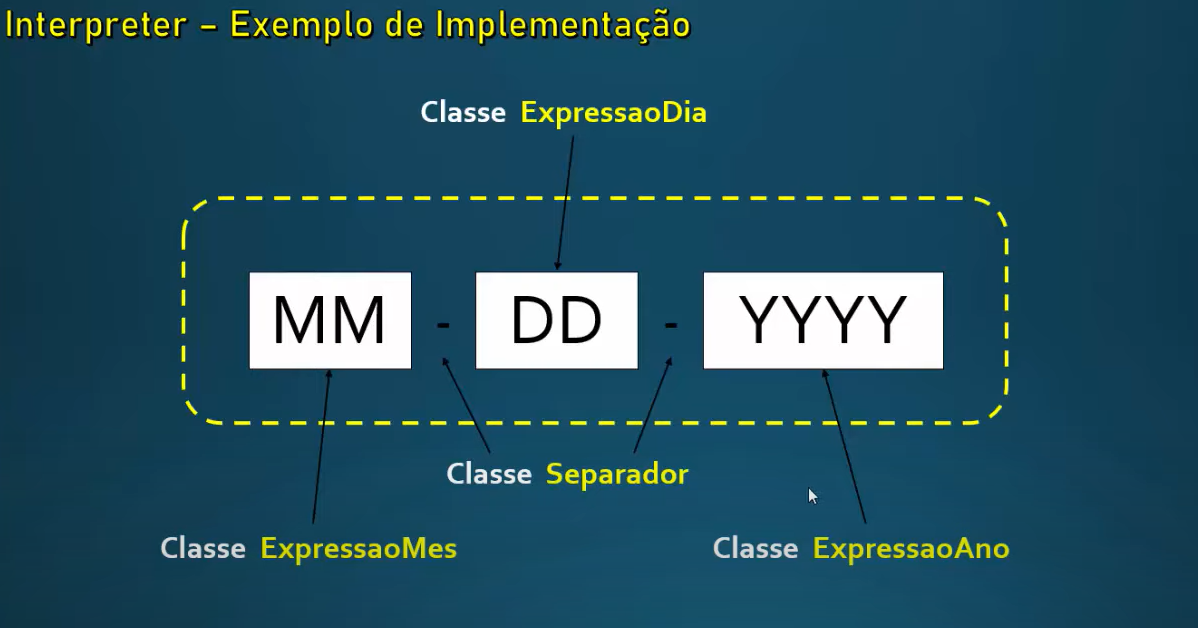 Interpreter – Exemplo de Implementação
Classe ExpressaoDia
MM - DD - YYYY
Classe Separador
Classe ExpressaoMes
Classe ExpressaoAno